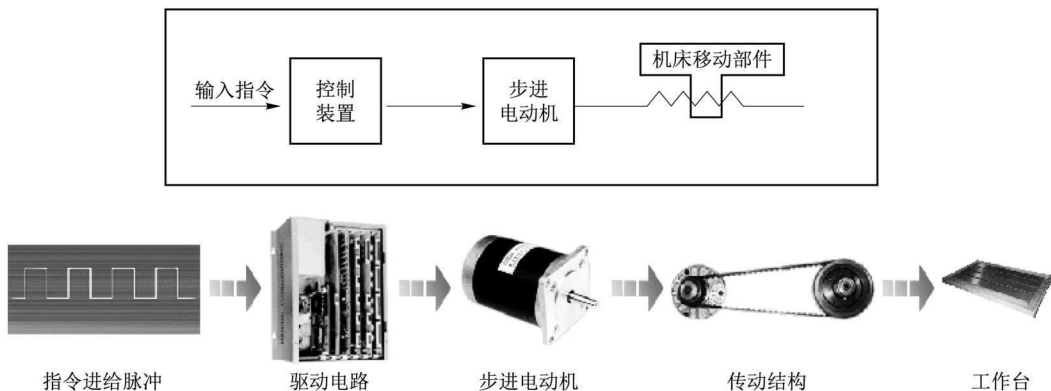 输入指令
控制
装置
步进
电动机
机床移动部件
指令进给脉冲
驱动电路
步进电动机
传动结构
工作台